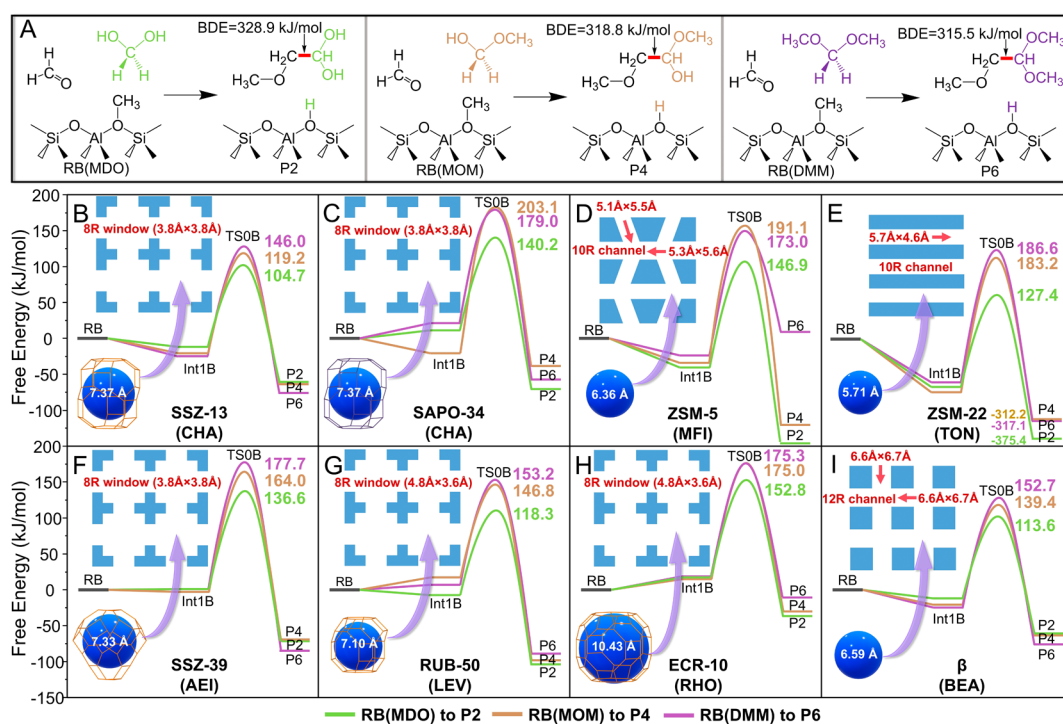 A
OH OH
BDE=328.9 kJ/mol
OH
H₂C
CH
HO
OCH₃
BDE=318.8 kJ/mol
OCH₃
H₂C
CH
H₃CO
OCH₃
BDE=315.5 kJ/mol
OCH₃
H₂C
CH
H O
H C H
O
OH
OH
OCH₃
CH₃
H
Si O Al O Si
RB(MDO)
P2
RB(MOM)
P4
RB(DMM)
P6
Free Energy (kJ/mol)
200
150
100
50
0
-50
-100
-150
B
8R window (3.8Å×3.8Å)
TS0B
146.0
119.2
104.7
RB
Int1B
P2
P4
P6
7.37 Å
SSZ-13
(CHA)
C
8R window (3.8Å×3.8Å)
TS0B
203.1
179.0
140.2
RB
Int1B
P4
P6
P2
7.37 Å
SAPO-34
(CHA)
D
5.1Å×5.5Å
10R channel
5.3Å×5.6Å
TS0B
191.1
173.0
146.9
RB
Int1B
P6
P4
P2
6.36 Å
ZSM-5
(MFI)
E
5.7Å×4.6Å
10R channel
TS0B
186.6
183.2
127.4
RB
Int1B
P4
P6
P2
-312.2
-317.1
-375.4
5.71 Å
ZSM-22
(TON)
Free Energy (kJ/mol)
200
150
100
50
0
-50
-100
-150
F
8R window (3.8Å×3.8Å)
TS0B
177.7
164.0
136.6
RB
Int1B
P4
P2
P6
7.33 Å
SSZ-39
(AEI)
G
8R window (4.8Å×3.6Å)
TS0B
153.2
146.8
118.3
RB
Int1B
P6
P4
P2
7.10 Å
RUB-50
(LEV)
H
8R window (4.8Å×3.6Å)
TS0B
175.3
175.0
152.8
RB
Int1B
P6
P4
P2
10.43 Å
ECR-10
(RHO)
I
6.6Å×6.7Å
12R channel
6.6Å×6.7Å
TS0B
152.7
139.4
113.6
RB
Int1B
P2
P4
P6
6.59 Å
β
(BEA)
RB(MDO) to P2
RB(MOM) to P4
RB(DMM) to P6